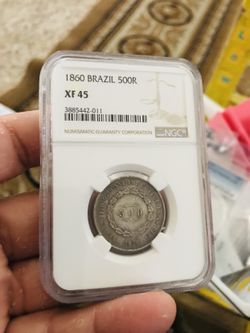 1860 BRAZIL 500R
XF 45
3885442-011
NUMISMATIC GUARANTY CORPORATION
NGC
500